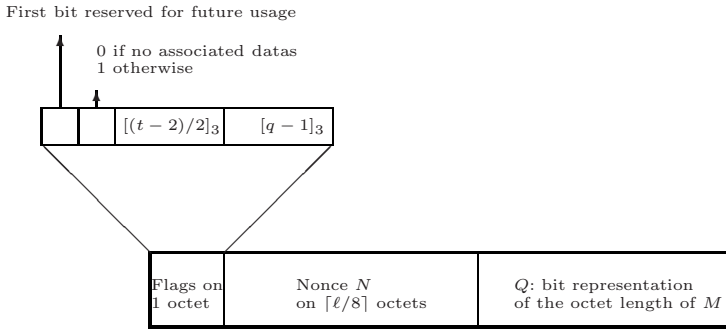 First bit reserved for future usage
0 if no associated datas
1 otherwise
[(t − 2)/2]₃
[q − 1]₃
Flags on
1 octet
Nonce N
on ⌈ℓ/8⌉ octets
Q: bit representation
of the octet length of M